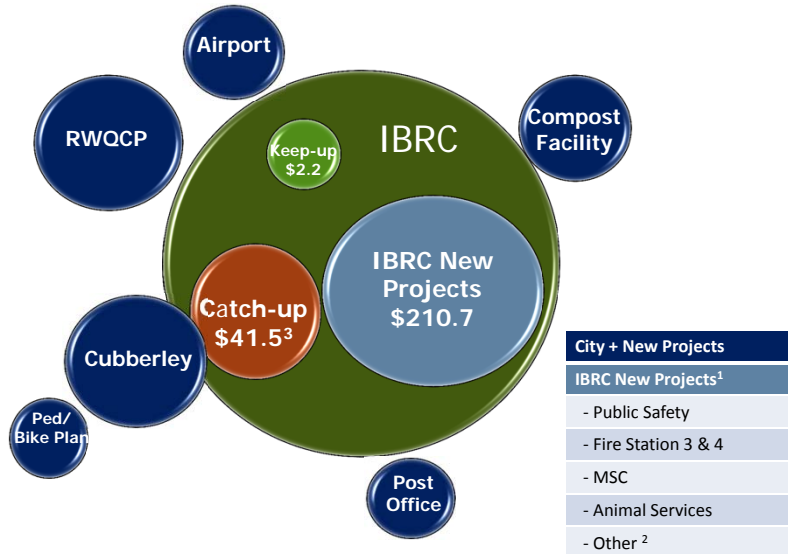 Airport
RWQCP
IBRC
Compost
Facility
Keep-up
$2.2
IBRC New
Projects
$210.7
Catch-up
$41.5³
Cubberley
Ped/
Bike Plan
Post
Office
City + New Projects
IBRC New Projects¹
- Public Safety
- Fire Station 3 & 4
- MSC
- Animal Services
- Other ²